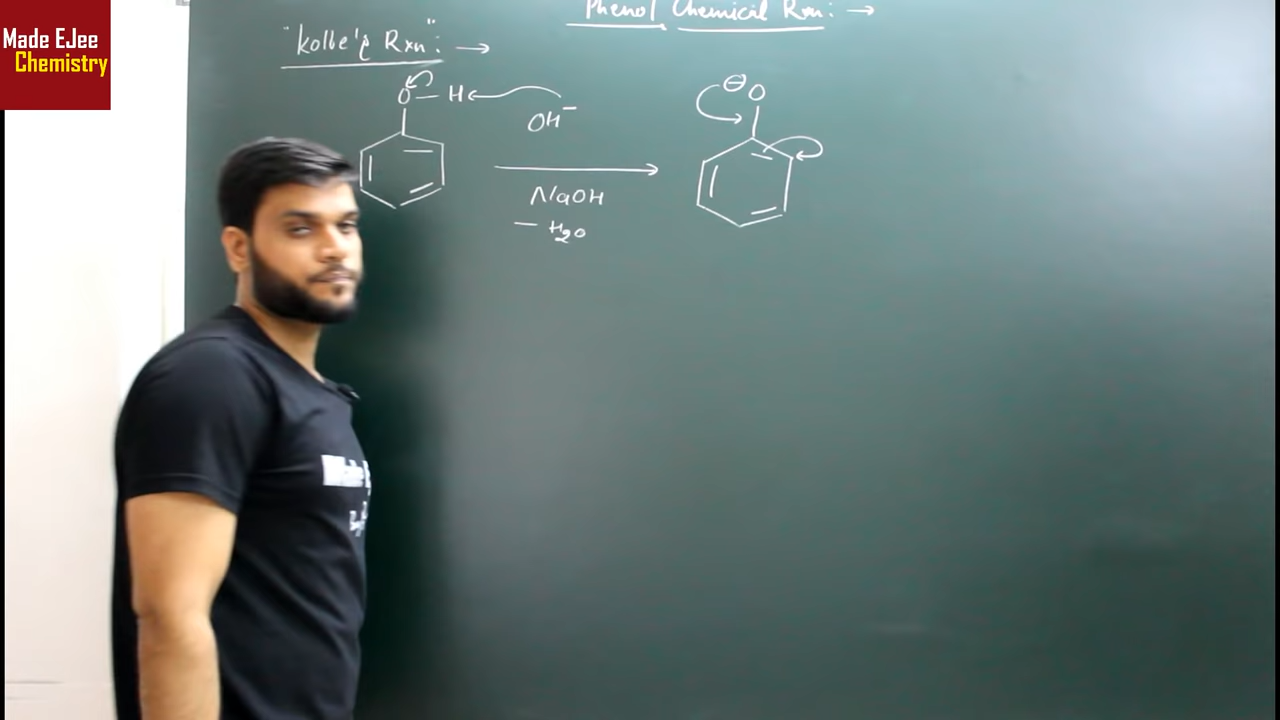 Made EJee
Chemistry
Phenol Chemical Rxn: →
"Kolbe's Rxn": →
O — H
OH⁻
NaOH
— H₂O
⊖ O